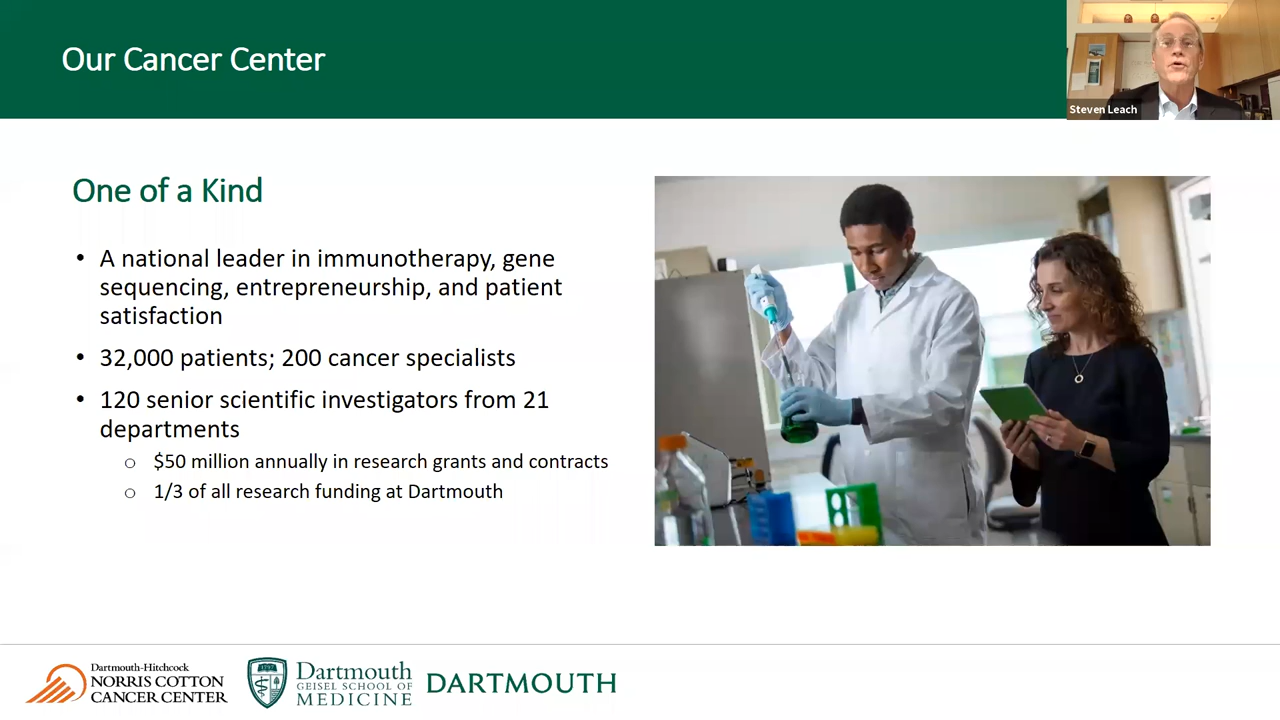 Our Cancer Center
Steven Leach
One of a Kind
• A national leader in immunotherapy, gene
sequencing, entrepreneurship, and patient
satisfaction
• 32,000 patients; 200 cancer specialists
• 120 senior scientific investigators from 21
departments
○ $50 million annually in research grants and contracts
○ 1/3 of all research funding at Dartmouth
Dartmouth-Hitchcock
NORRIS COTTON
CANCER CENTER
1797
Dartmouth
GEISEL SCHOOL OF
MEDICINE
DARTMOUTH